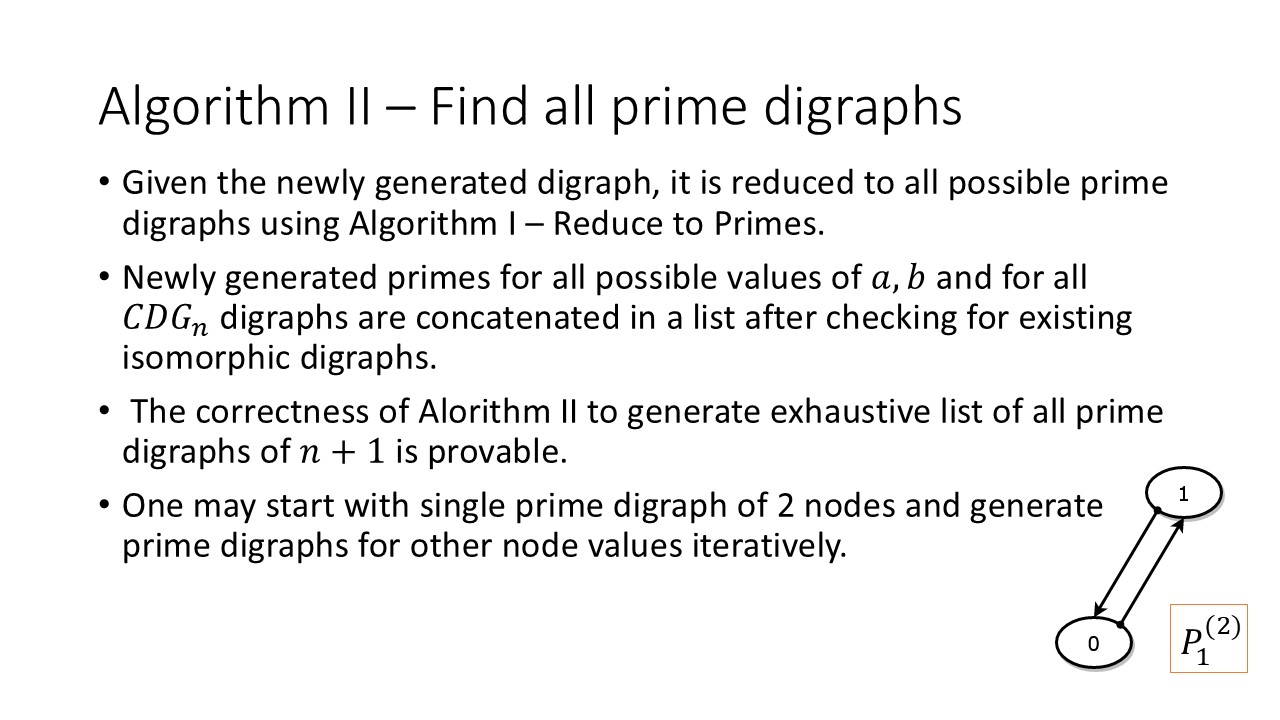 Algorithm II – Find all prime digraphs
• Given the newly generated digraph, it is reduced to all possible prime
digraphs using Algorithm I – Reduce to Primes.
• Newly generated primes for all possible values of a, b and for all
CDGₙ digraphs are concatenated in a list after checking for existing
isomorphic digraphs.
• The correctness of Alorithm II to generate exhaustive list of all prime
digraphs of n + 1 is provable.
• One may start with single prime digraph of 2 nodes and generate
prime digraphs for other node values iteratively.
1
0
P₁⁽²⁾